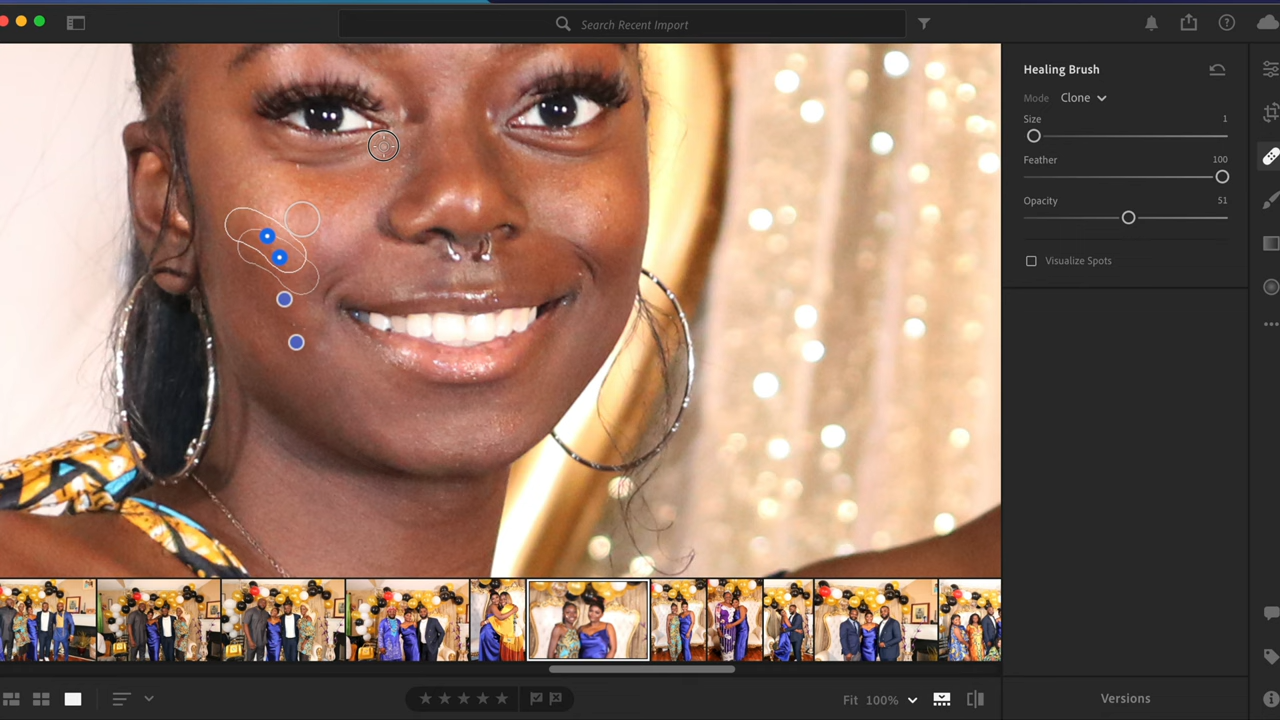 Search Recent Import
Healing Brush
Mode Clone
Size 1
Feather 100
Opacity 51
Visualize Spots
Fit 100%
Versions